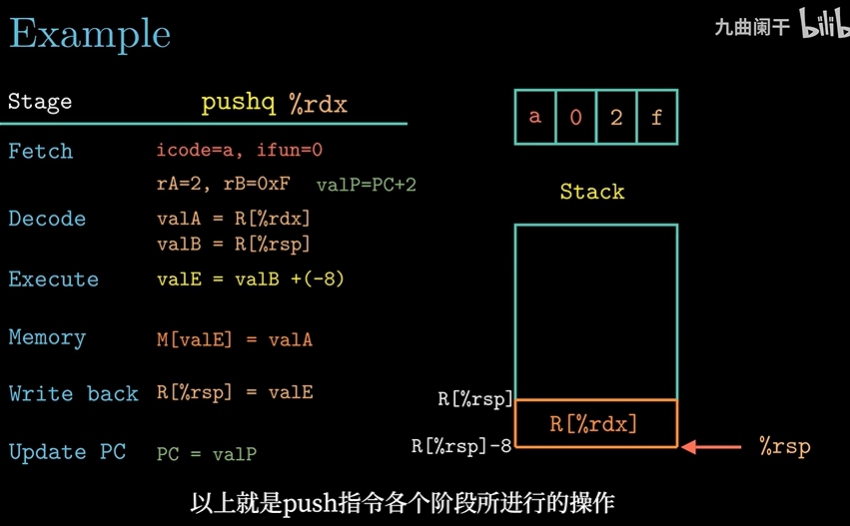 Example
九曲阑干 bilib
Stage pushq %rdx
a 0 2 f
Fetch icode=a, ifun=0
rA=2, rB=0xF valP=PC+2
Stack
Decode valA = R[%rdx]
valB = R[%rsp]
Execute valE = valB +(-8)
Memory M[valE] = valA
Write back R[%rsp] = valE
R[%rsp]
R[%rdx]
R[%rsp]-8
%rsp
Update PC PC = valP
以上就是push指令各个阶段所进行的操作